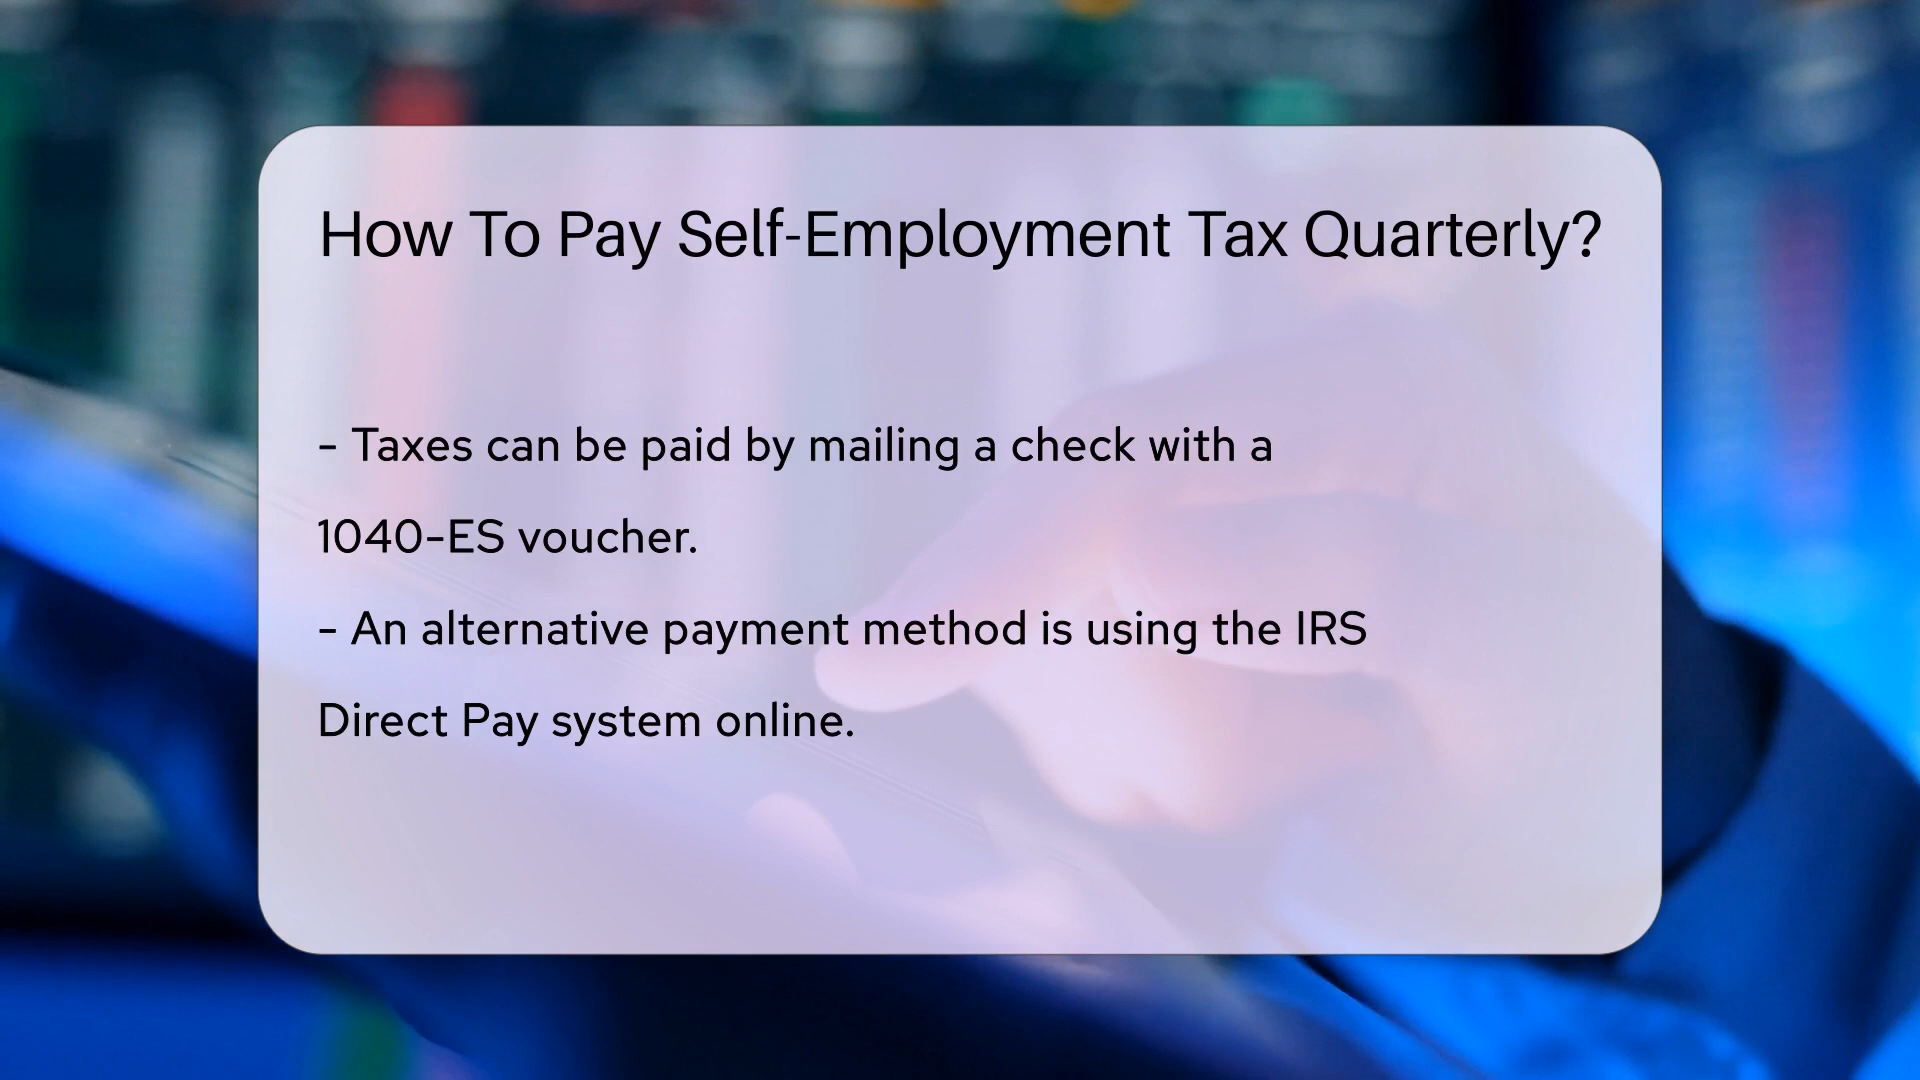 How To Pay Self-Employment Tax Quarterly?
- Taxes can be paid by mailing a check with a
1040-ES voucher.
- An alternative payment method is using the IRS
Direct Pay system online.